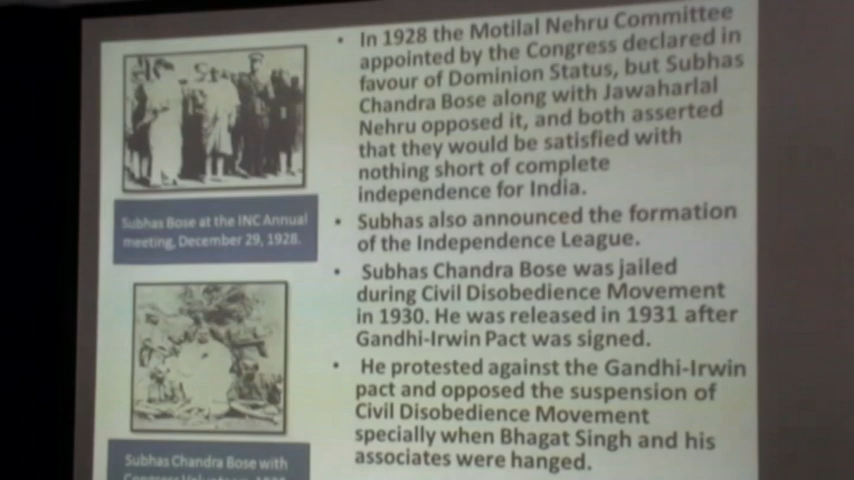 • In 1928 the Motilal Nehru Committee
appointed by the Congress declared in
favour of Dominion Status, but Subhas
Chandra Bose along with Jawaharlal
Nehru opposed it, and both asserted
that they would be satisfied with
nothing short of complete
independence for India.
• Subhas also announced the formation
of the Independence League.
• Subhas Chandra Bose was jailed
during Civil Disobedience Movement
in 1930. He was released in 1931 after
Gandhi-Irwin Pact was signed.
• He protested against the Gandhi-Irwin
pact and opposed the suspension of
Civil Disobedience Movement
specially when Bhagat Singh and his
associates were hanged.
Subhas Bose at the INC Annual
meeting, December 29, 1928.
Subhas Chandra Bose with